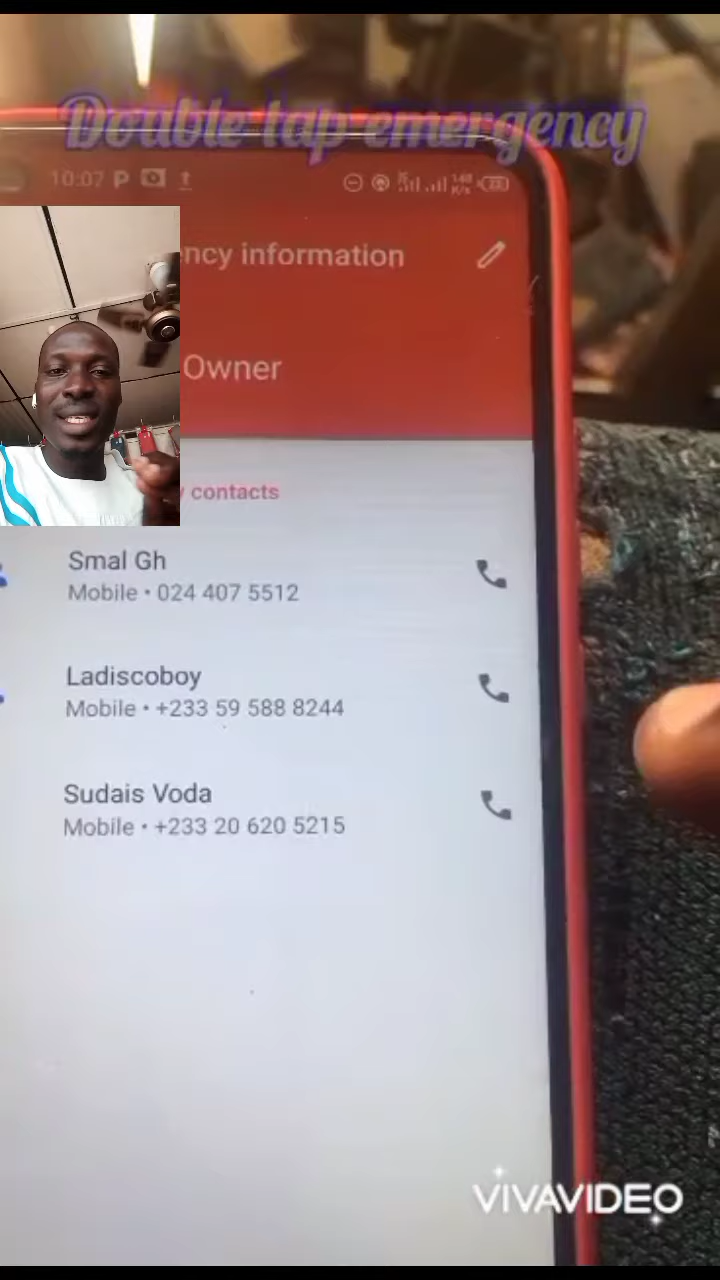 Double tap emergency
10:07 P
ncy information
Owner
y contacts
Smal Gh
Mobile • 024 407 5512
Ladiscoboy
Mobile • +233 59 588 8244
Sudais Voda
Mobile • +233 20 620 5215
VIVAVIDEO